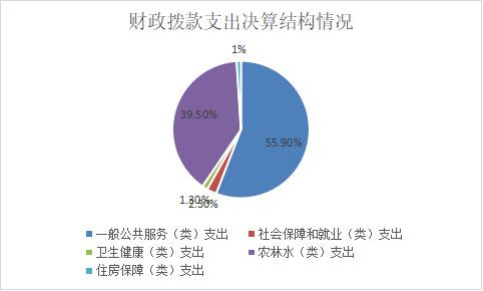 财政拨款支出决算结构情况
1%
39.50%
55.90%
1.30%
2.30%
一般公共服务（类）支出
社会保障和就业（类）支出
卫生健康（类）支出
农林水（类）支出
住房保障（类）支出